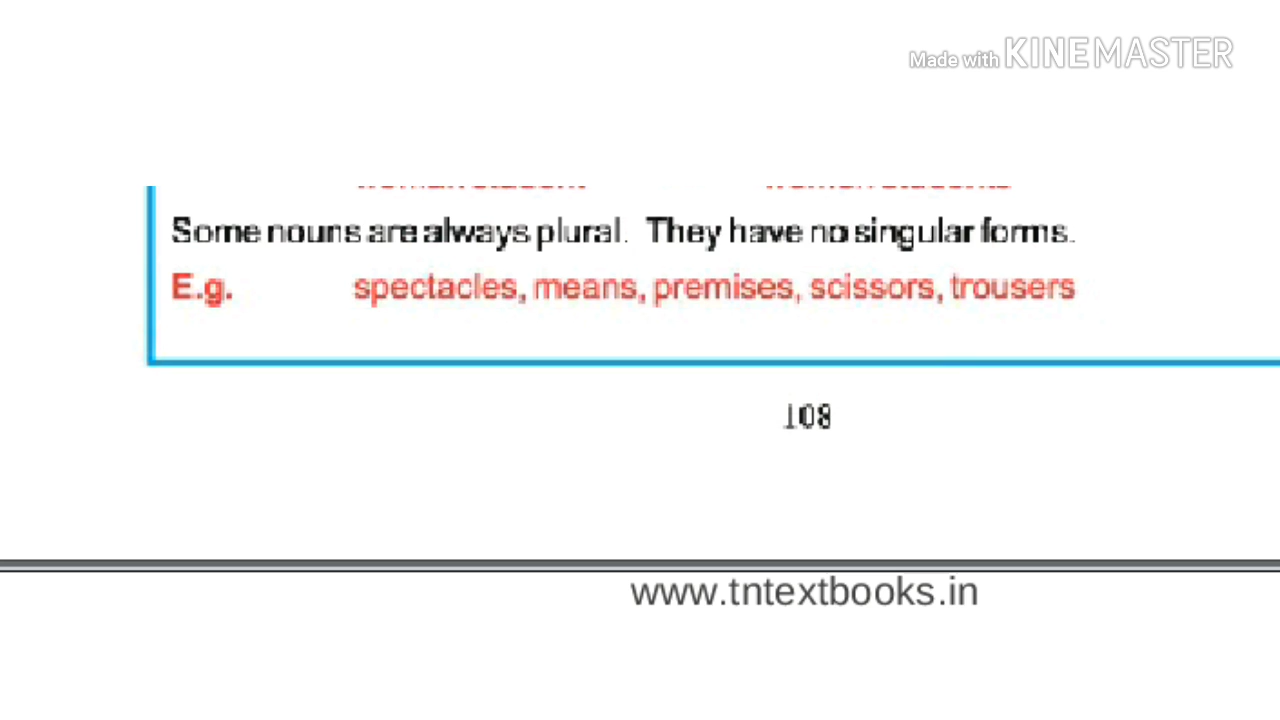 Made with KINEMASTER
Some nouns are always plural. They have no singular forms.
E.g. spectacles, means, premises, scissors, trousers
108
www.tntextbooks.in